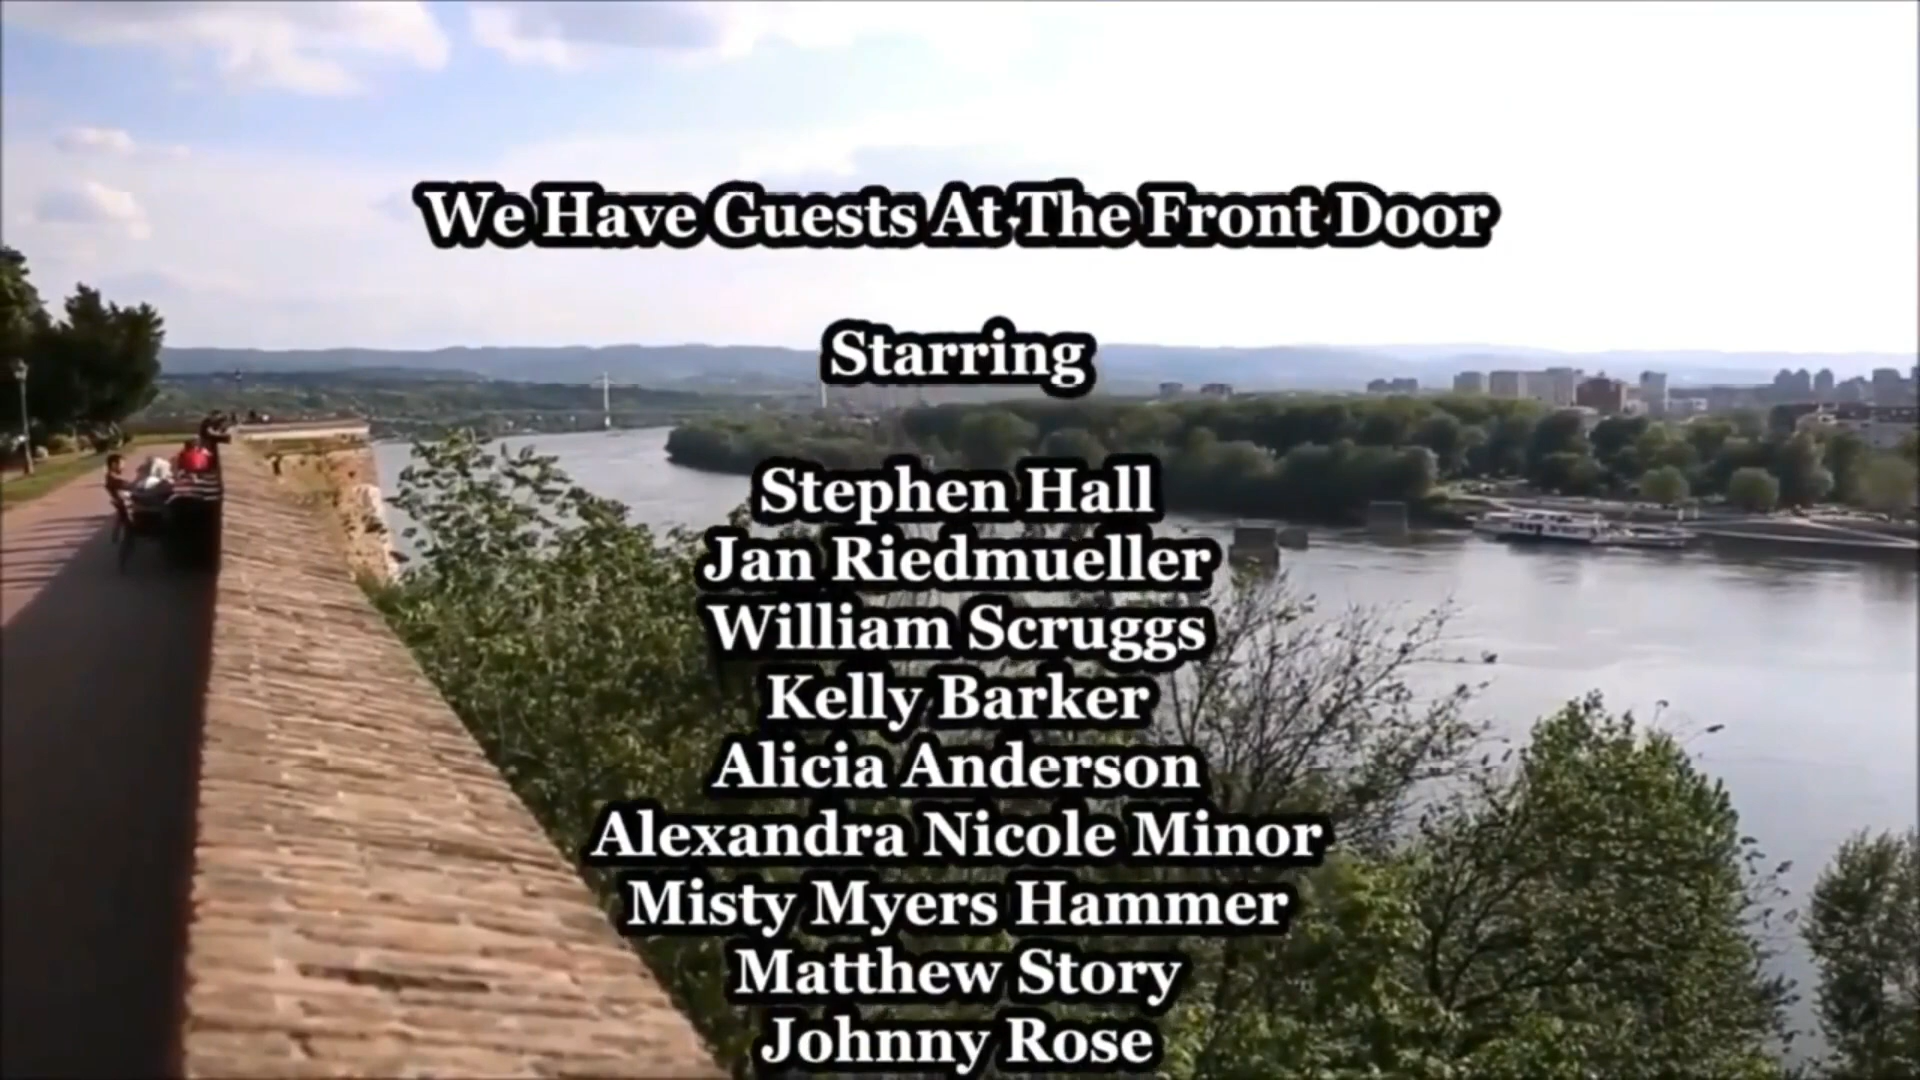 We Have Guests At The Front Door
Starring
Stephen Hall
Jan Riedmueller
William Scruggs
Kelly Barker
Alicia Anderson
Alexandra Nicole Minor
Misty Myers Hammer
Matthew Story
Johnny Rose